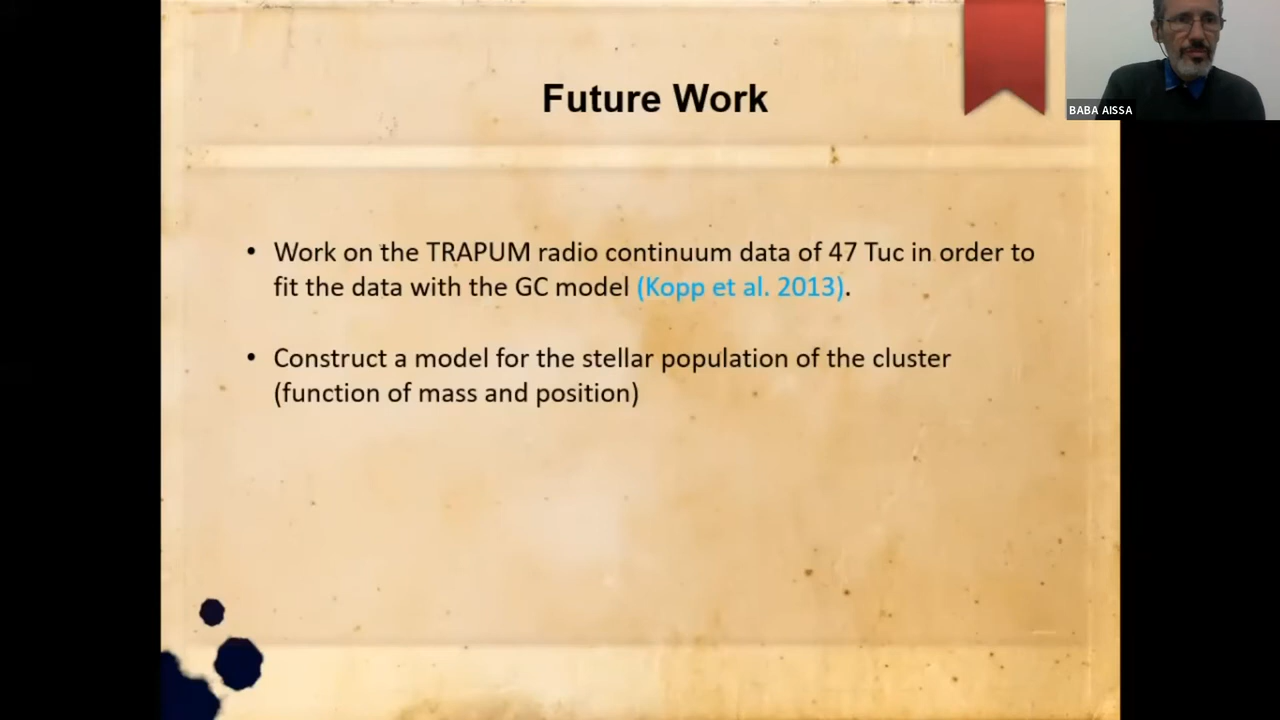 Future Work
BABA AISSA
• Work on the TRAPUM radio continuum data of 47 Tuc in order to
fit the data with the GC model (Kopp et al. 2013).
• Construct a model for the stellar population of the cluster
(function of mass and position)